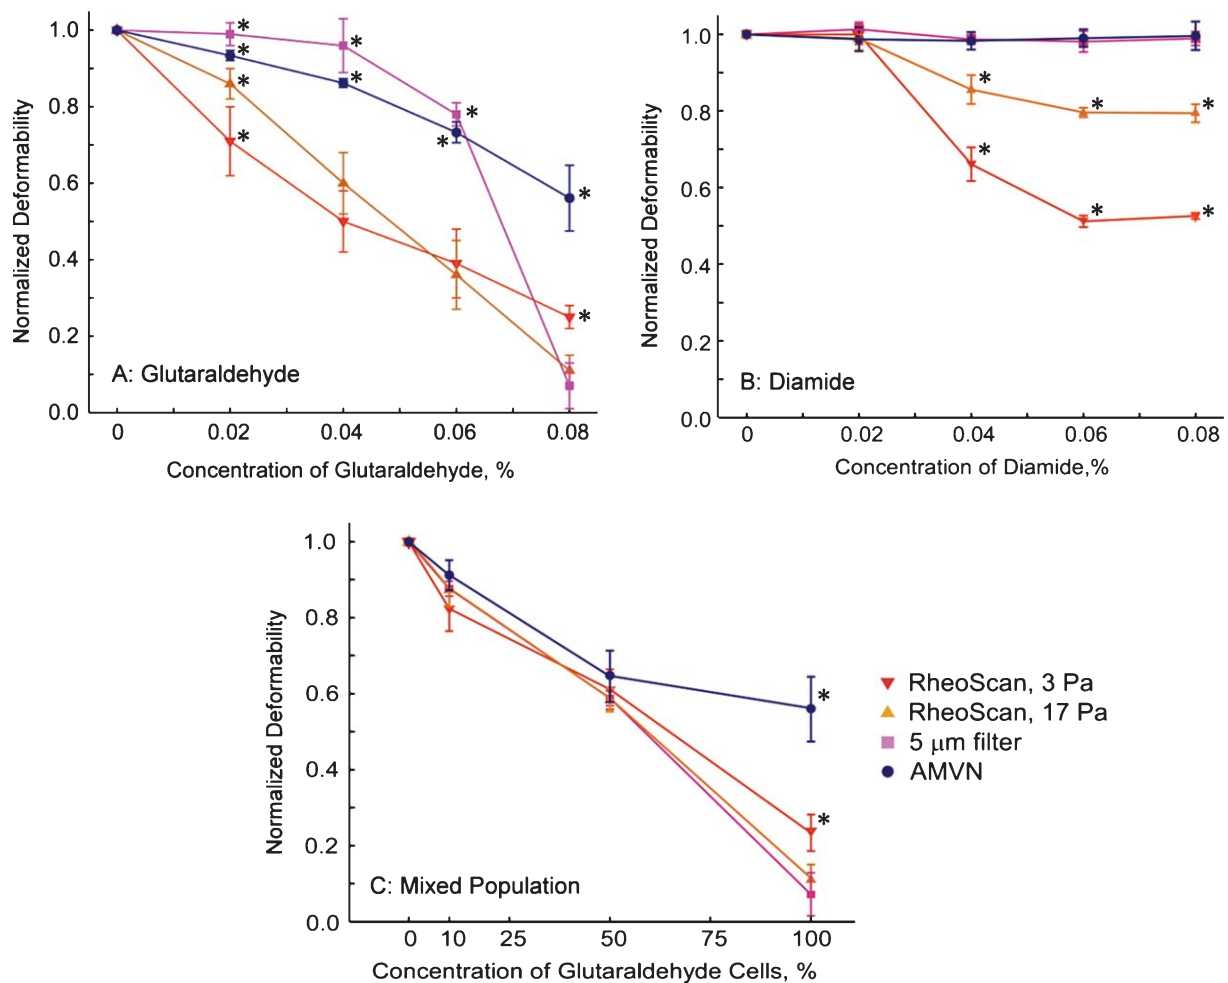 1.0
0.8
0.6
0.4
0.2
0.0
Normalized Deformability
* * * * * * * * * *
A: Glutaraldehyde
0 0.02 0.04 0.06 0.08
Concentration of Glutaraldehyde, %
1.0
0.8
0.6
0.4
0.2
0.0
Normalized Deformability
* * * * * *
B: Diamide
0 0.02 0.04 0.06 0.08
Concentration of Diamide,%
1.0
0.8
0.6
0.4
0.2
0.0
Normalized Deformability
* *
C: Mixed Population
0 10 25 50 75 100
Concentration of Glutaraldehyde Cells, %
RheoScan, 3 Pa
RheoScan, 17 Pa
5 μm filter
AMVN